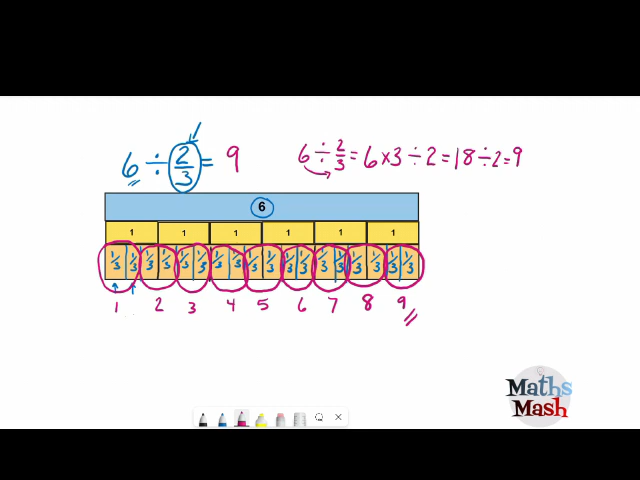 6 ÷ 2/3 = 9
6 ÷ 2/3 = 6 x 3 ÷ 2 = 18 ÷ 2 = 9
6
1 1 1 1 1 1
1/3 1/3 1/3 1/3 1/3 1/3 1/3 1/3 1/3 1/3 1/3 1/3 1/3 1/3 1/3 1/3 1/3 1/3
1 2 3 4 5 6 7 8 9
Maths
Mash